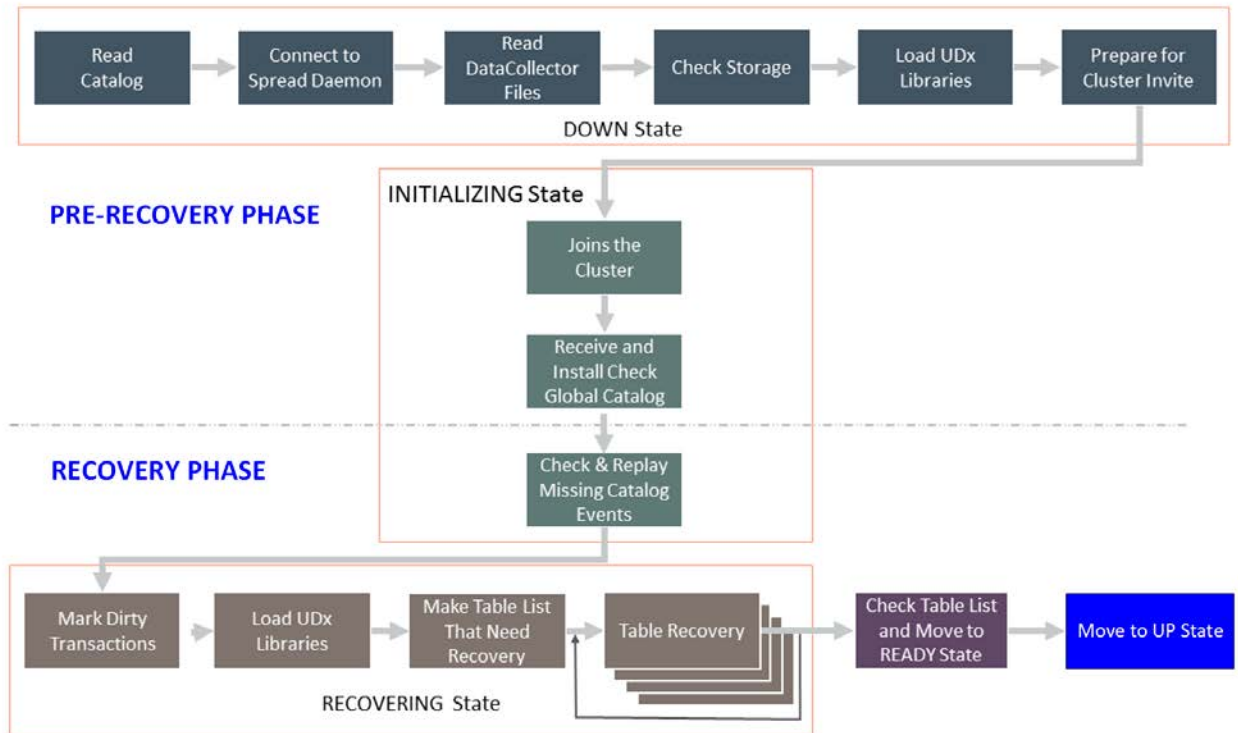 Read
Catalog
Connect to
Spread Daemon
Read
DataCollector
Files
Check Storage
Load UDx
Libraries
Prepare for
Cluster Invite
DOWN State
INITIALIZING State
PRE-RECOVERY PHASE
Joins the
Cluster
Receive and
Install Check
Global Catalog
RECOVERY PHASE
Check & Replay
Missing Catalog
Events
Mark Dirty
Transactions
Load UDx
Libraries
Make Table List
That Need
Recovery
Table Recovery
Check Table List
and Move to
READY State
Move to UP State
RECOVERING State